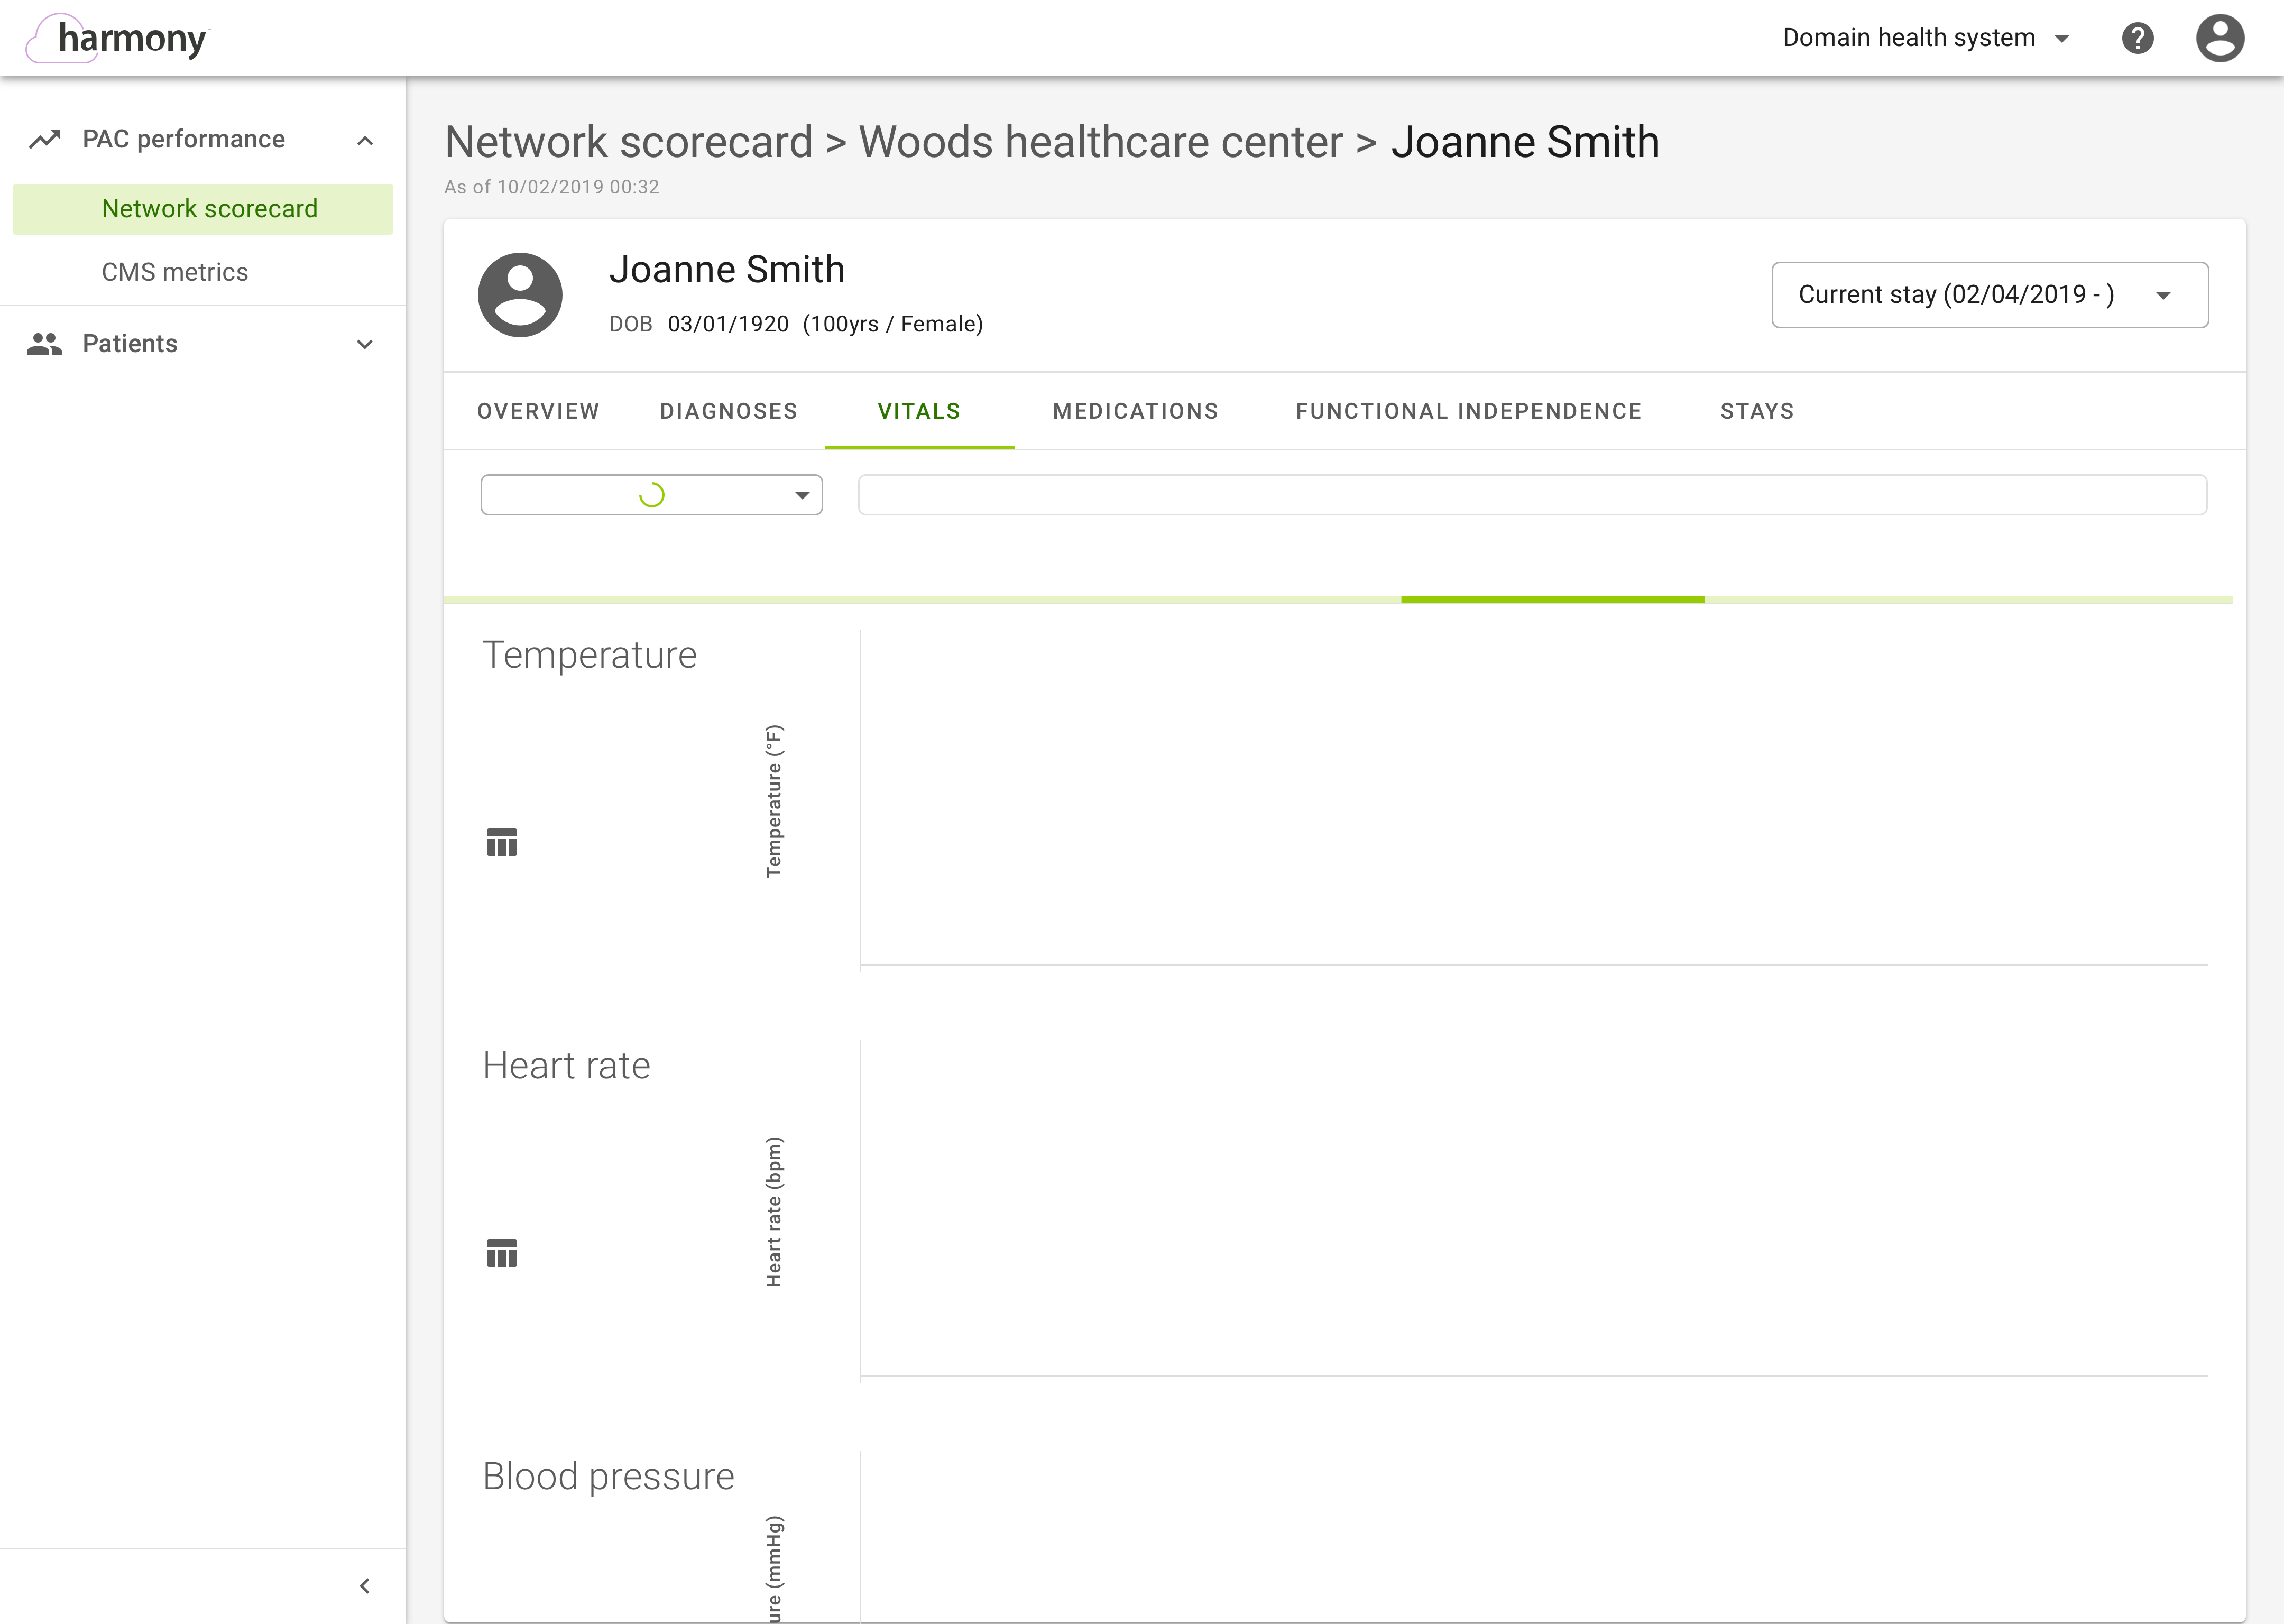 harmony
Domain health system
?
PAC performance
Network scorecard
CMS metrics
Patients
Network scorecard > Woods healthcare center > Joanne Smith
As of 10/02/2019 00:32
Joanne Smith
DOB 03/01/1920 (100yrs / Female)
Current stay (02/04/2019 - )
OVERVIEW DIAGNOSES VITALS MEDICATIONS FUNCTIONAL INDEPENDENCE STAYS
Temperature
Temperature (°F)
Heart rate
Heart rate (bpm)
Blood pressure
ure (mmHg)